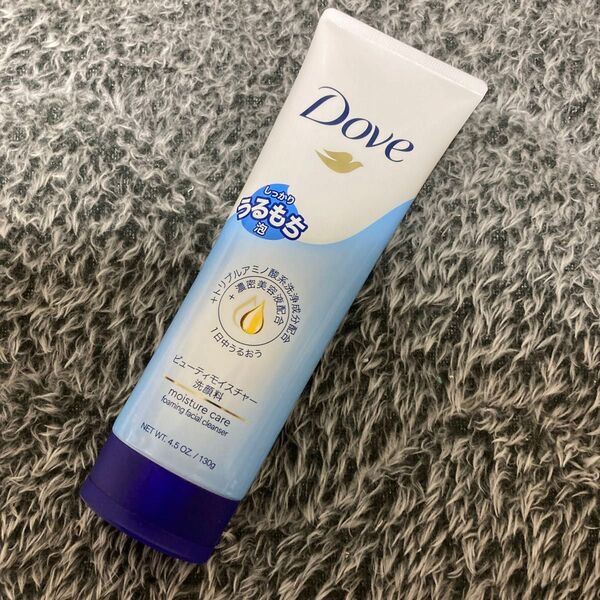 Dove
しっかり
うるもち
泡
+トリプルアミノ酸系洗浄成分配合
+濃密美容液配合
1日中うるおう
ビューティモイスチャー
洗顔料
moisture care
foaming facial cleanser
NET WT. 4.5 OZ. / 130g